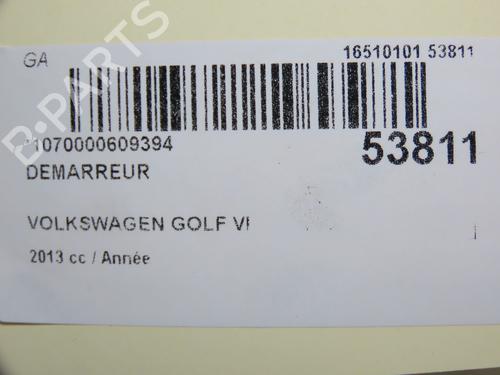 GA
16510101 53811
*1070000609394
53811
DEMARREUR
VOLKSWAGEN GOLF VI
2013 cc / Année
B-PARTS